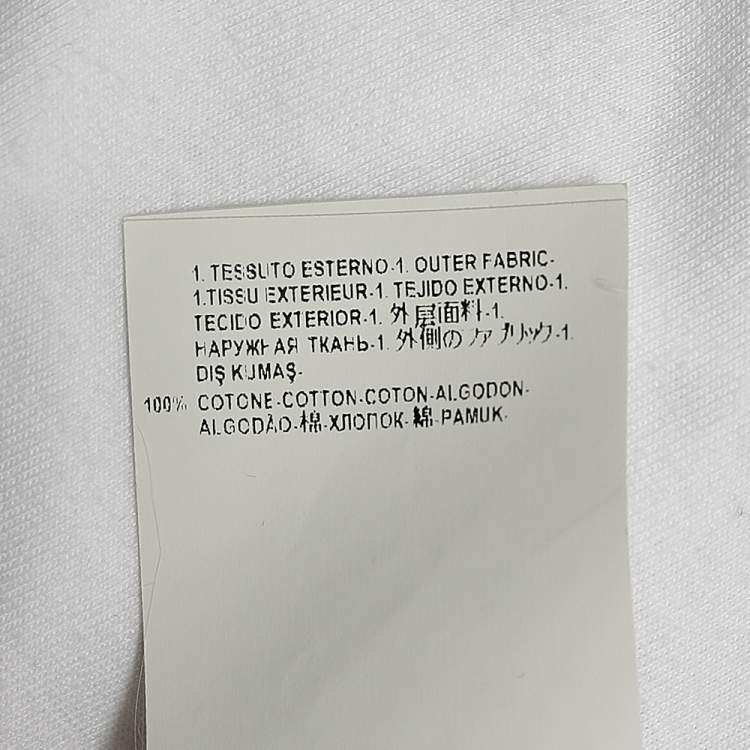 1. TESSUTO ESTERNO-1. OUTER FABRIC-
1.TISSU EXTERIEUR-1. TEJIDO EXTERNO-1.
TECIDO EXTERIOR-1. 外层面料-1.
НАРУЖНАЯ ТКАНЬ-1. 外側のファブリック-1.
DIŞ KUMAŞ-
100% COTONE-COTTON-COTON-ALGODON-
ALGODÃO-棉-ХЛОПОК-綿-PAMUK-